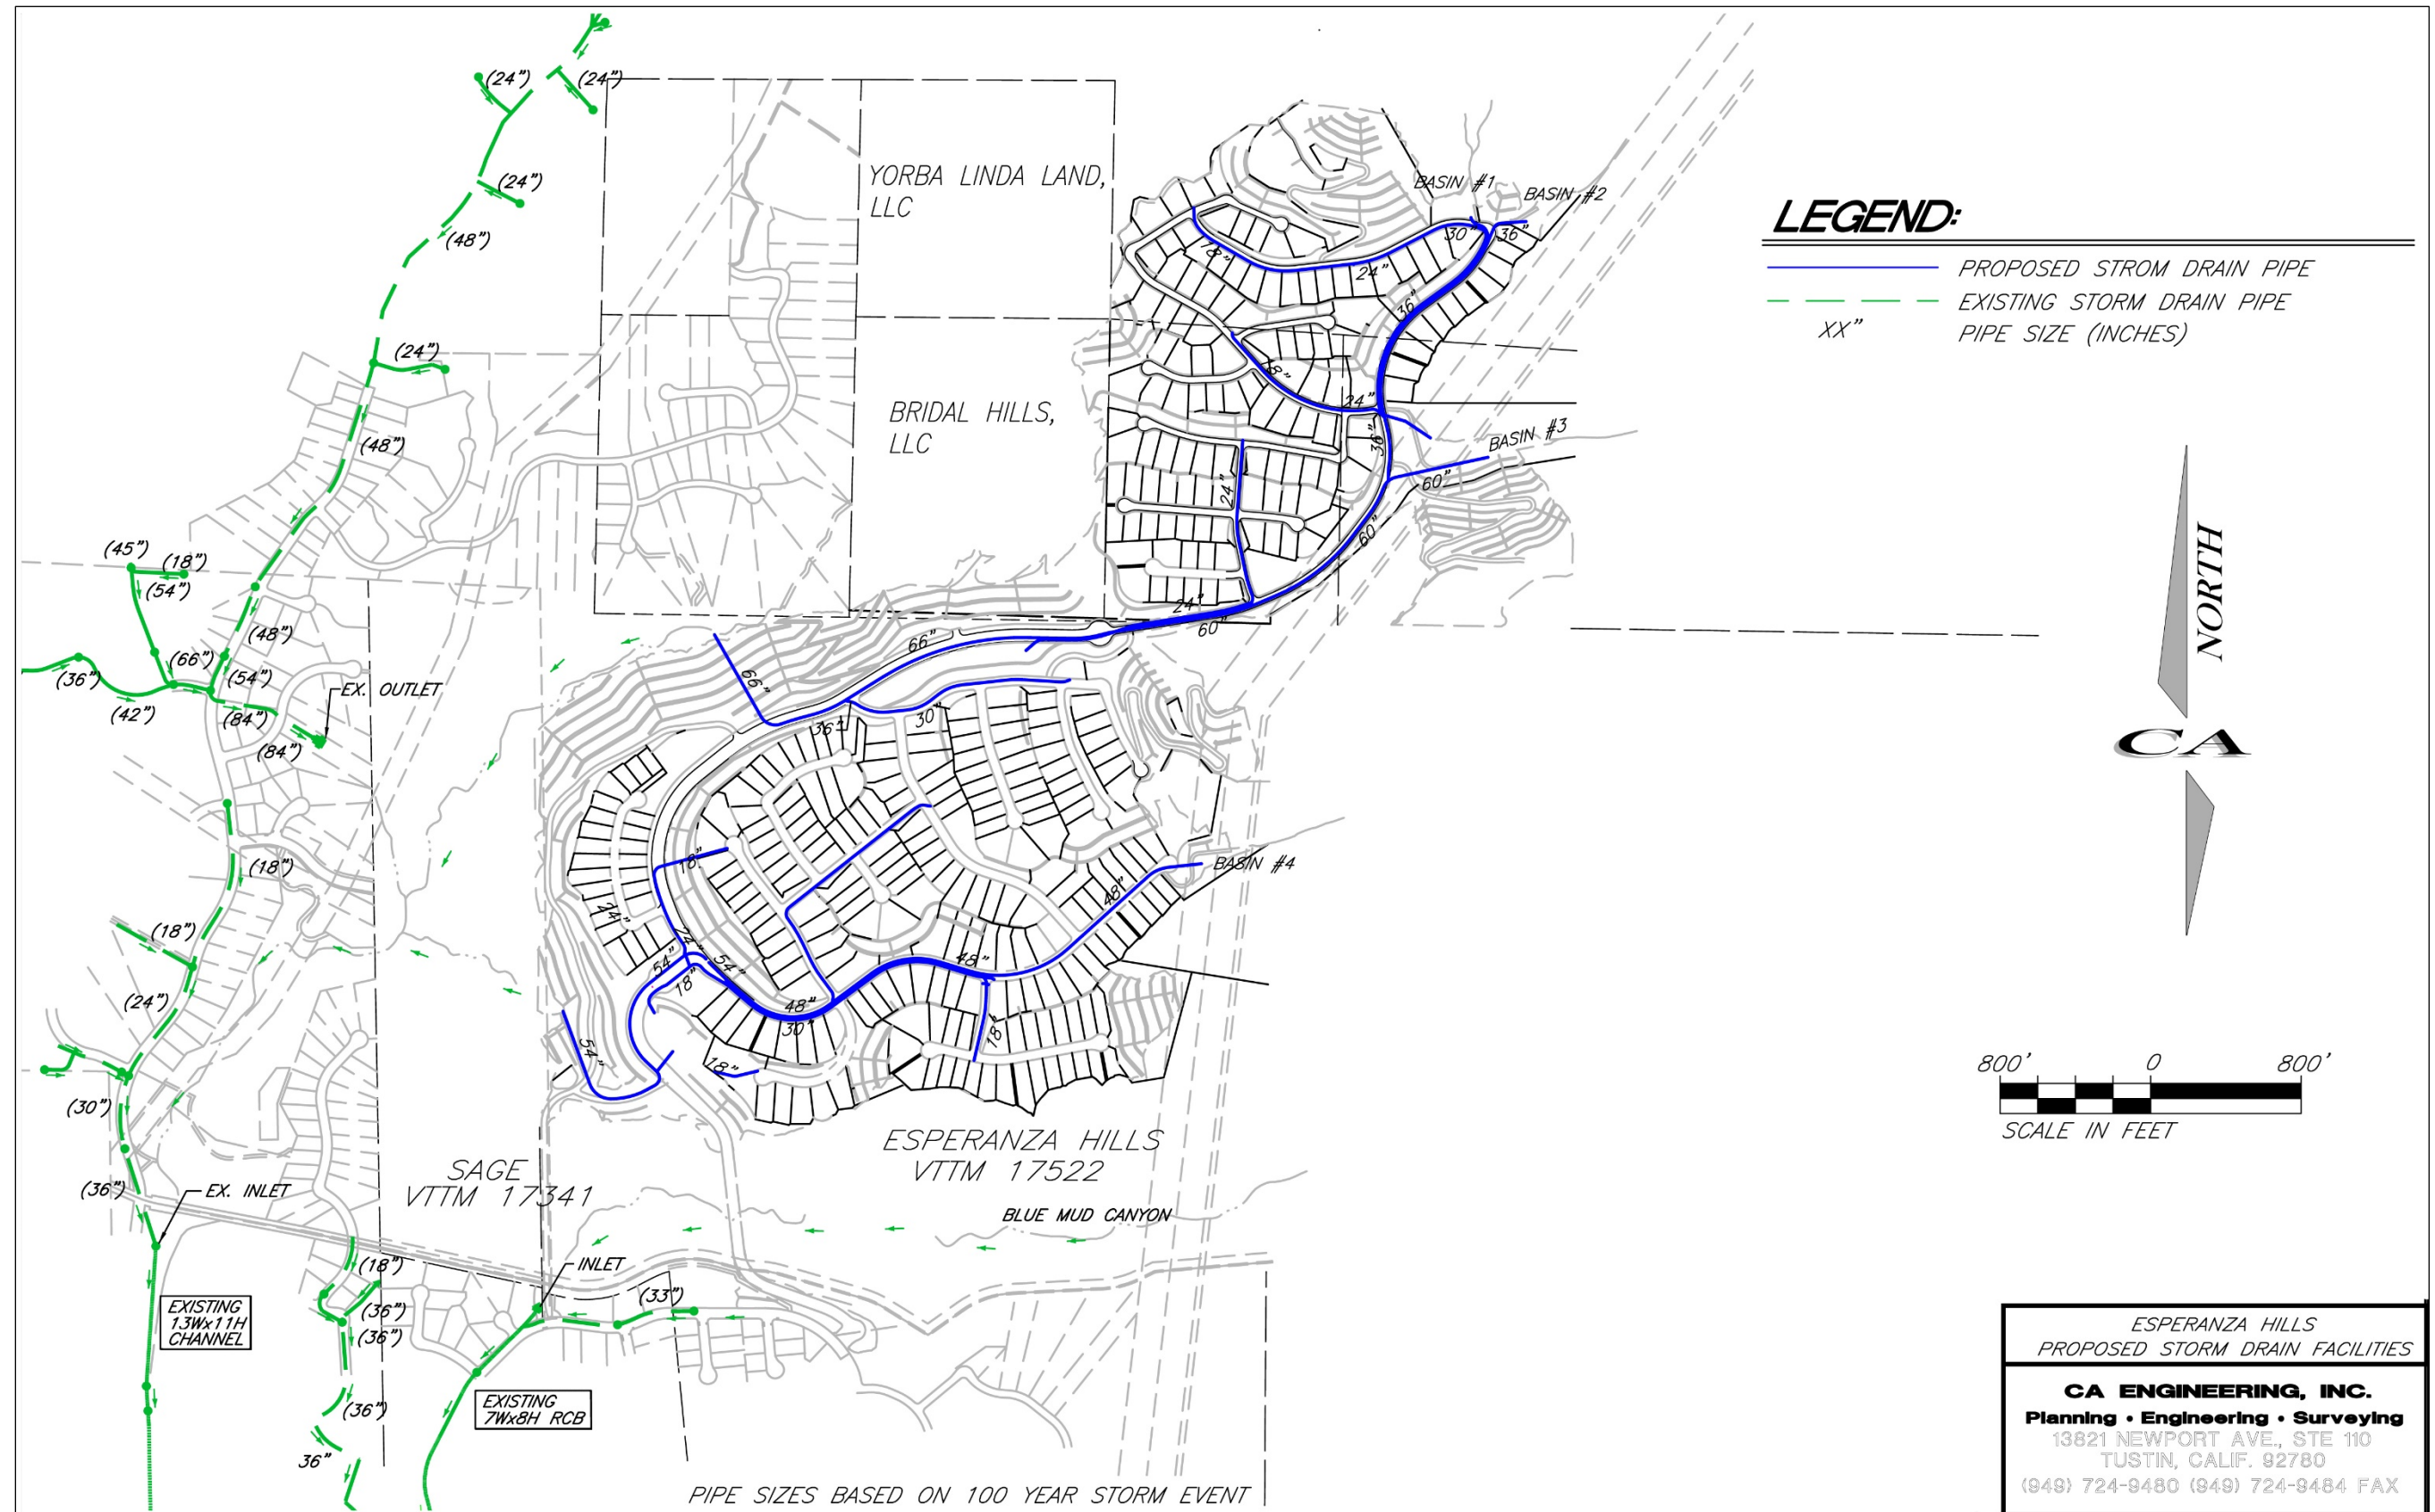 (24")
(24")
(24")
(48")
(24")
(48")
(45")
(18")
(54")
(48")
(66")
(54")
(36")
(42")
(84")
EX. OUTLET
(84")
(18")
(18")
(24")
(30")
(36")
EX. INLET
EXISTING
13Wx11H
CHANNEL
(18")
(36")
(36")
(36")
36"
EXISTING
7Wx8H RCB
INLET
(33")
YORBA LINDA LAND,
LLC
BRIDAL HILLS,
LLC
BASIN #1
BASIN #2
18"
24"
30"
36"
36"
18"
24"
36"
BASIN #3
60"
24"
60"
24"
60"
66"
66"
36"
30"
18"
24"
24"
54"
54"
18"
48"
30"
48"
48"
BASIN #4
18"
54"
18"
SAGE
VTTM 17341
ESPERANZA HILLS
VTTM 17522
BLUE MUD CANYON
PIPE SIZES BASED ON 100 YEAR STORM EVENT
LEGEND:
PROPOSED STROM DRAIN PIPE
EXISTING STORM DRAIN PIPE
XX" PIPE SIZE (INCHES)
NORTH
CA
800' 0 800'
SCALE IN FEET
ESPERANZA HILLS
PROPOSED STORM DRAIN FACILITIES
CA ENGINEERING, INC.
Planning • Engineering • Surveying
13821 NEWPORT AVE., STE 110
TUSTIN, CALIF. 92780
(949) 724-9480 (949) 724-9484 FAX